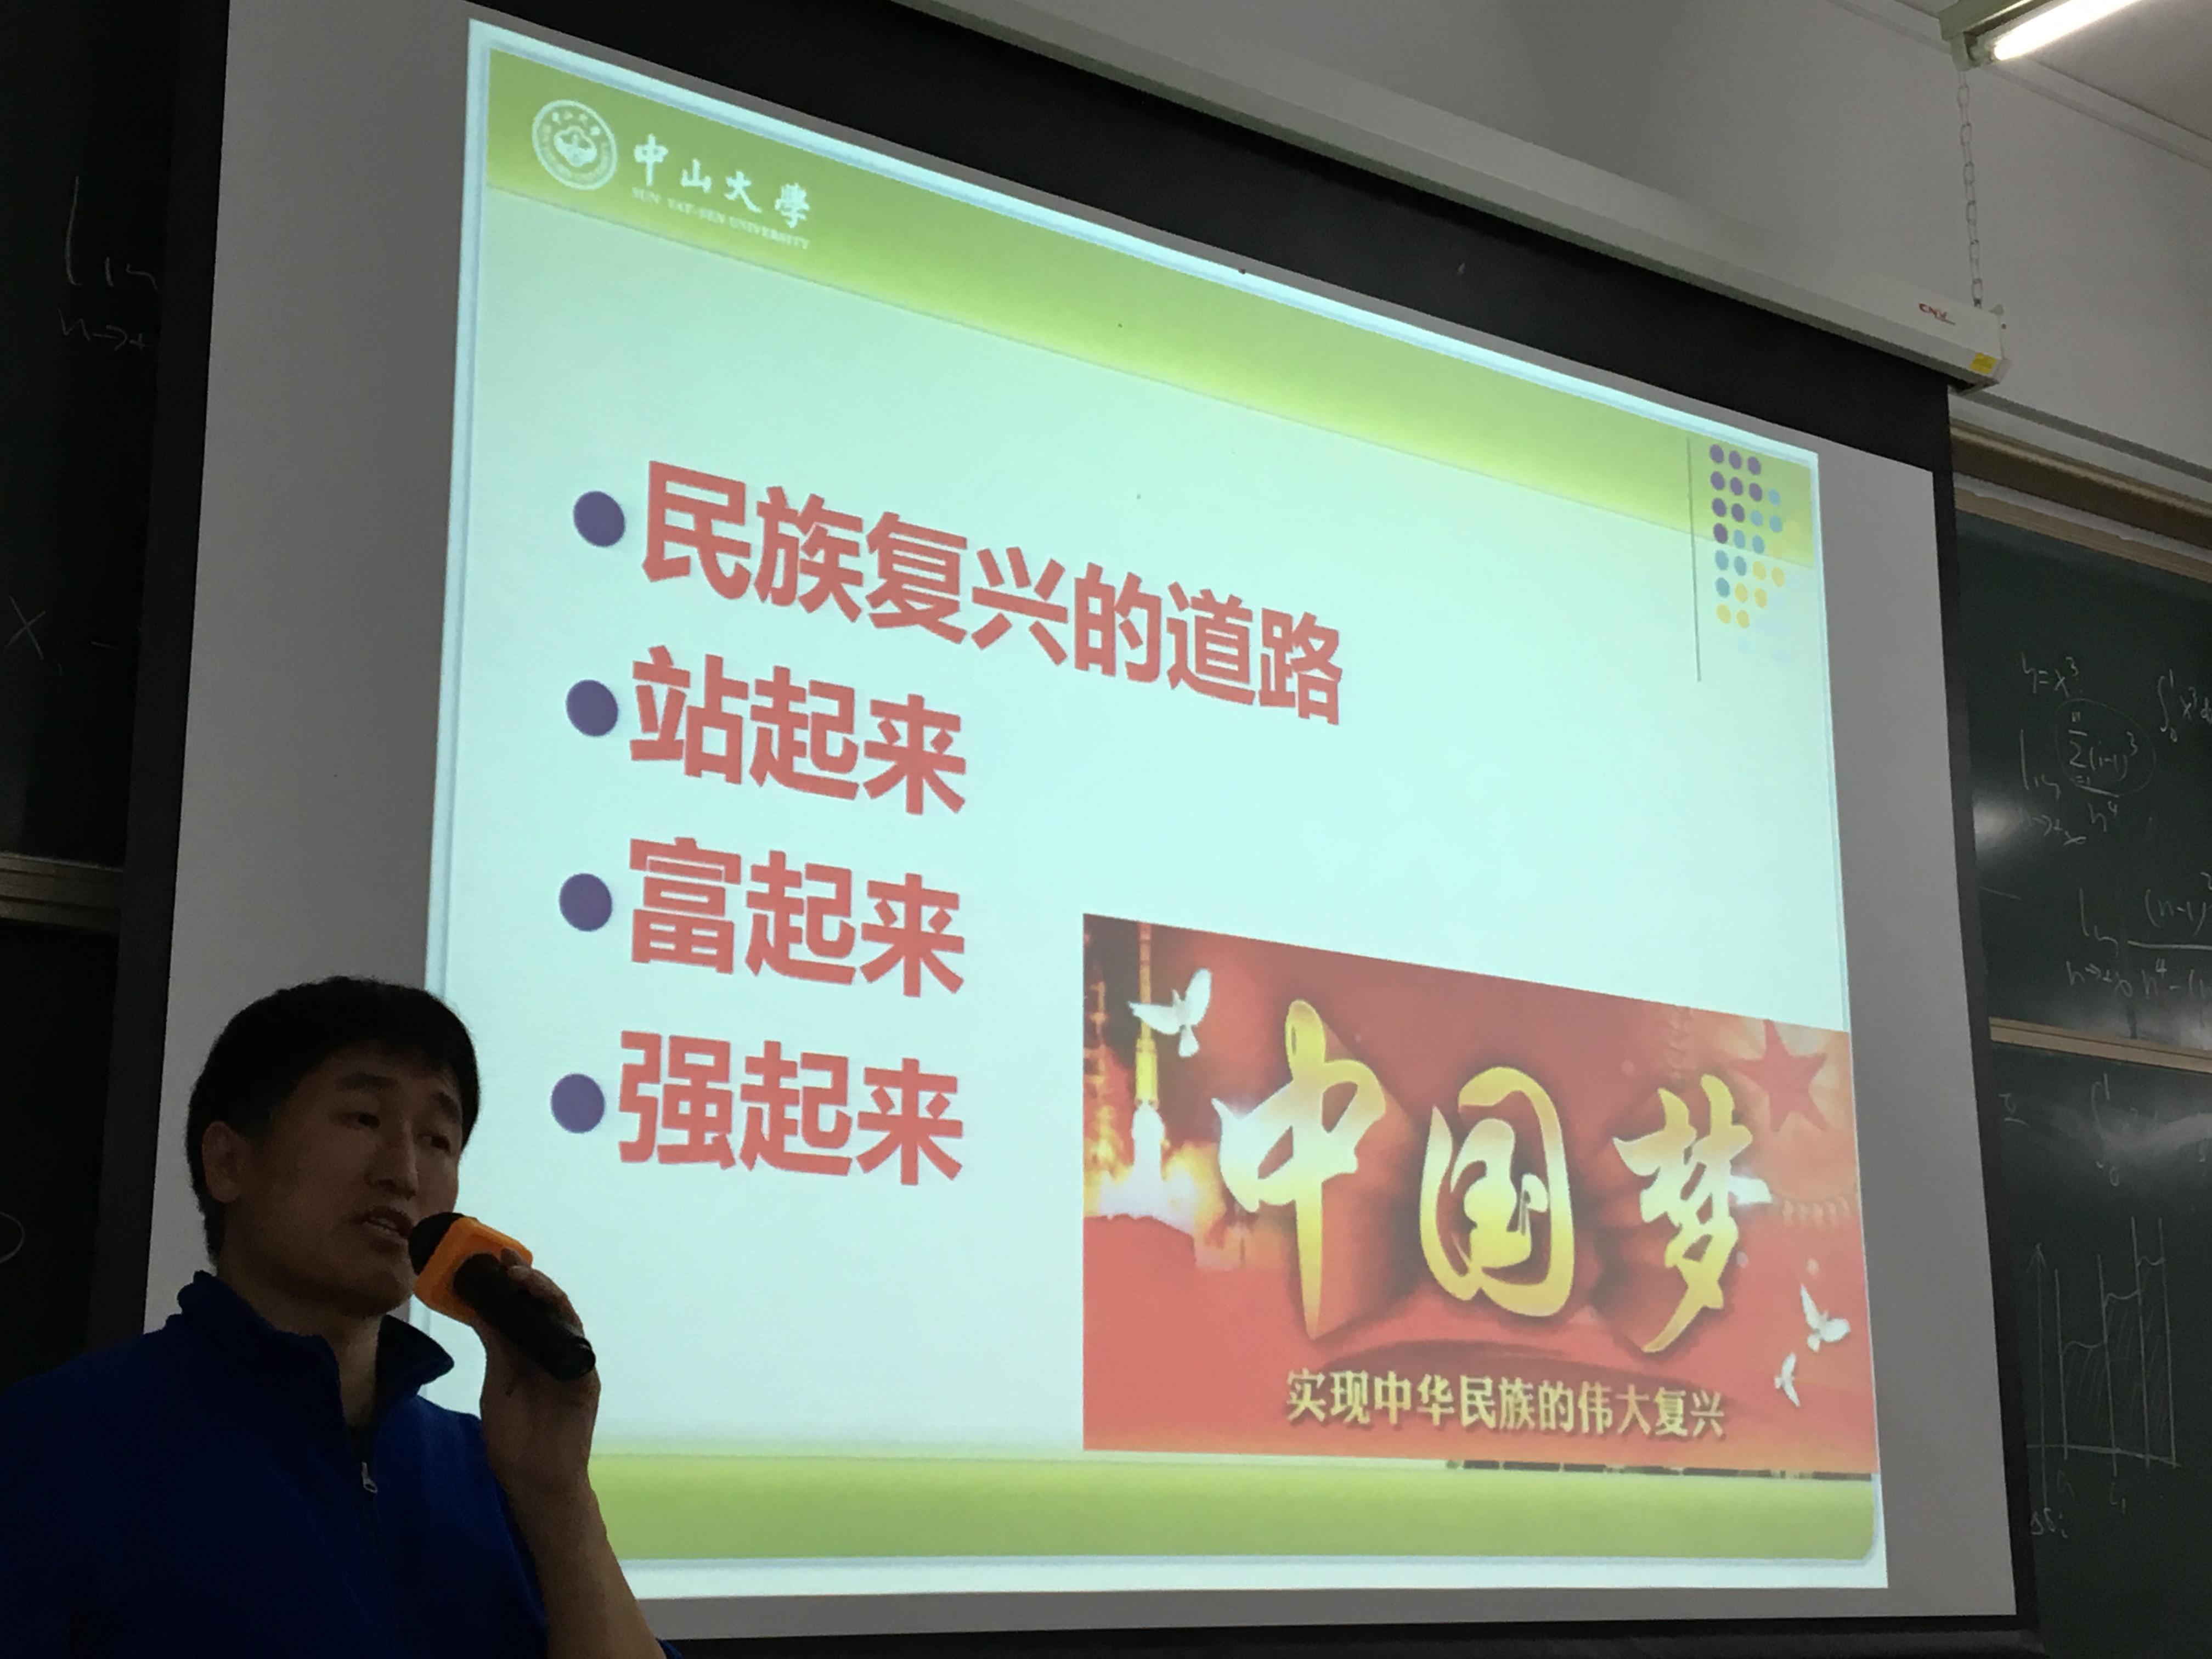 中山大學
SUN YAT-SEN UNIVERSITY
民族复兴的道路
站起来
富起来
强起来
中国梦
实现中华民族的伟大复兴
y=x³